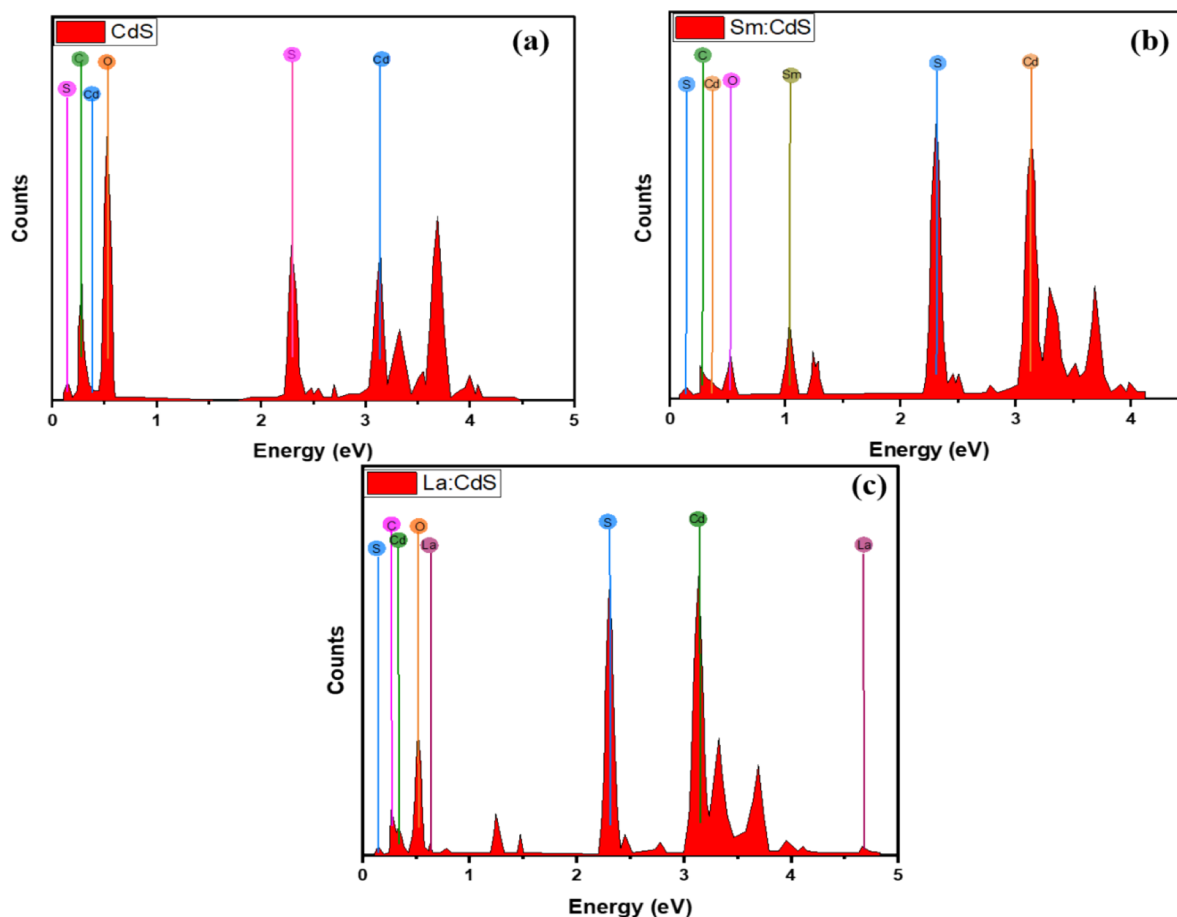 CdS
(a)
S
C
Cd
O
S
Cd
Counts
0
1
2
3
4
5
Energy (eV)
Sm:CdS
(b)
S
C
Cd
O
Sm
S
Cd
Counts
0
1
2
3
4
Energy (eV)
La:CdS
(c)
S
C
Cd
O
La
S
Cd
La
Counts
0
1
2
3
4
5
Energy (eV)